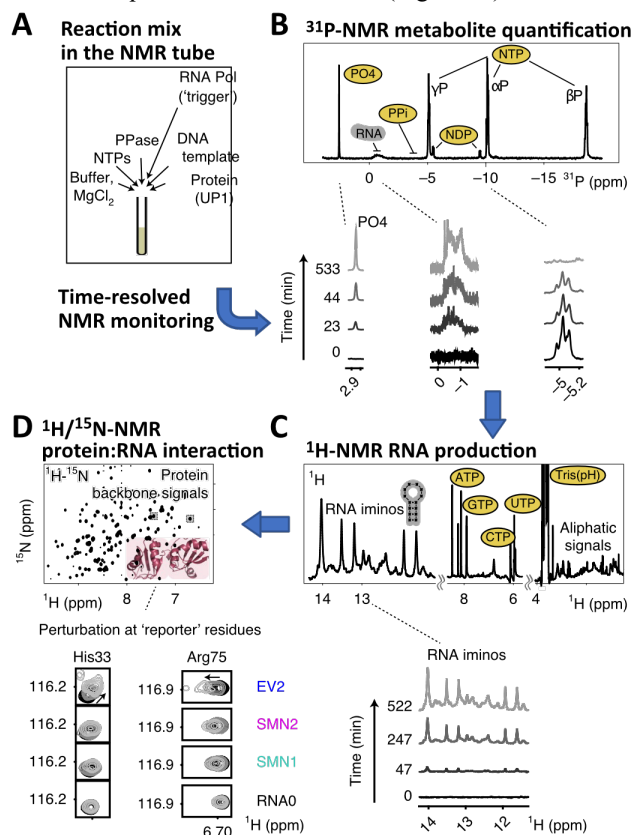 A
Reaction mix
in the NMR tube
RNA Pol
('trigger')
PPase
DNA
template
NTPs
Buffer,
MgCl2
Protein
(UP1)
Time-resolved
NMR monitoring
B
31P-NMR metabolite quantification
NTP
PO4
γP
αP
βP
PPi
RNA
NDP
0
−5
−10
−15
31P (ppm)
PO4
Time (min)
533
44
23
0
2.9
0
−1
−5
−5.2
D
1H/15N-NMR
protein:RNA interaction
1H-15N
Protein
backbone signals
15N (ppm)
1H (ppm)
8
7
Perturbation at 'reporter' residues
His33
Arg75
116.2
116.9
EV2
116.2
116.9
SMN2
116.2
116.9
SMN1
116.2
116.9
RNA0
6.70
1H (ppm)
C
1H-NMR RNA production
1H
ATP
Tris(pH)
RNA iminos
GTP
UTP
CTP
Aliphatic
signals
14
13
8
6
4
1H (ppm)
RNA iminos
Time (min)
522
247
47
0
14
13
12
1H (ppm)